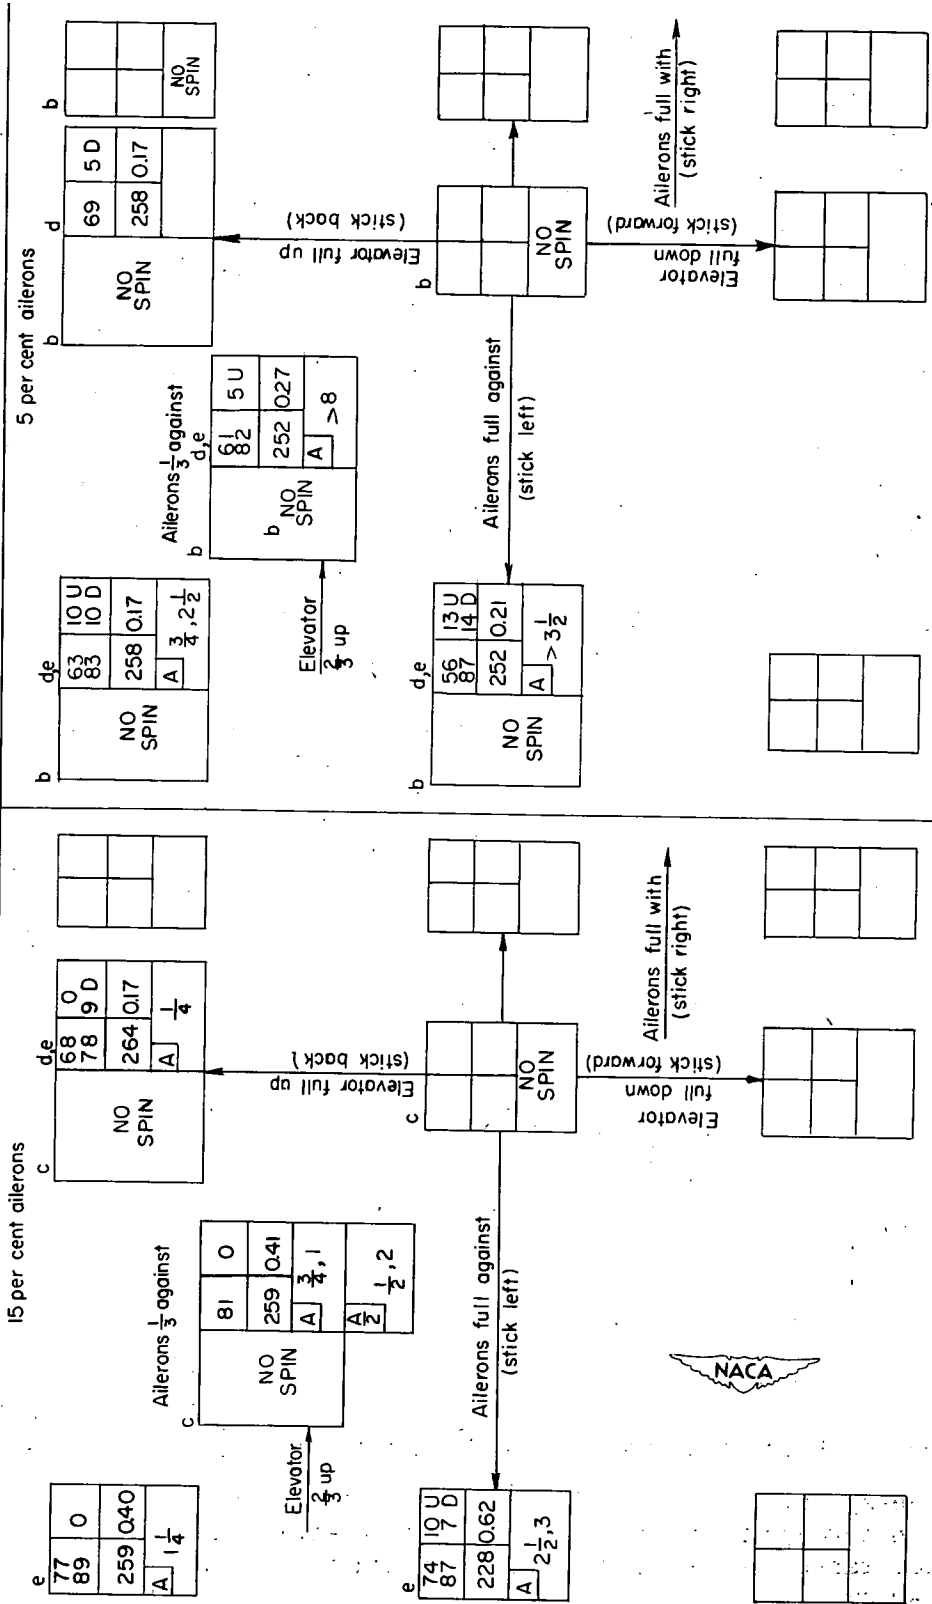 15 per cent ailerons
e
77
89
0
259
0.40
A
1 1/4
c
NO
SPIN
d,e
68
78
0
9 D
264
0.17
A
1/4
Ailerons 1/3 against
c
NO
SPIN
81
0
259
0.41
A
3/4, 1
A/2
1/2, 2
Elevator
2/3 up
Elevator full up
(stick back)
e
74
87
10 U
7 D
228
0.62
A
2 1/2, 3
Ailerons full against
(stick left)
c
NO
SPIN
Elevator
full down
(stick forward)
Ailerons full with
(stick right)
NACA
5 per cent ailerons
b
NO
SPIN
d,e
63
83
10 U
10 D
258
0.17
A
3/4, 2 1/2
b
NO
SPIN
d
69
5 D
258
0.17
b
NO
SPIN
Ailerons 1/3 against
b
d,e
b
NO
SPIN
61
82
5 U
252
0.27
A
>8
Elevator
2/3 up
Elevator full up
(stick back)
b
NO
SPIN
d,e
56
87
13 U
14 D
252
0.21
A
>3 1/2
Ailerons full against
(stick left)
b
NO
SPIN
Elevator
full down
(stick forward)
Ailerons full with
(stick right)